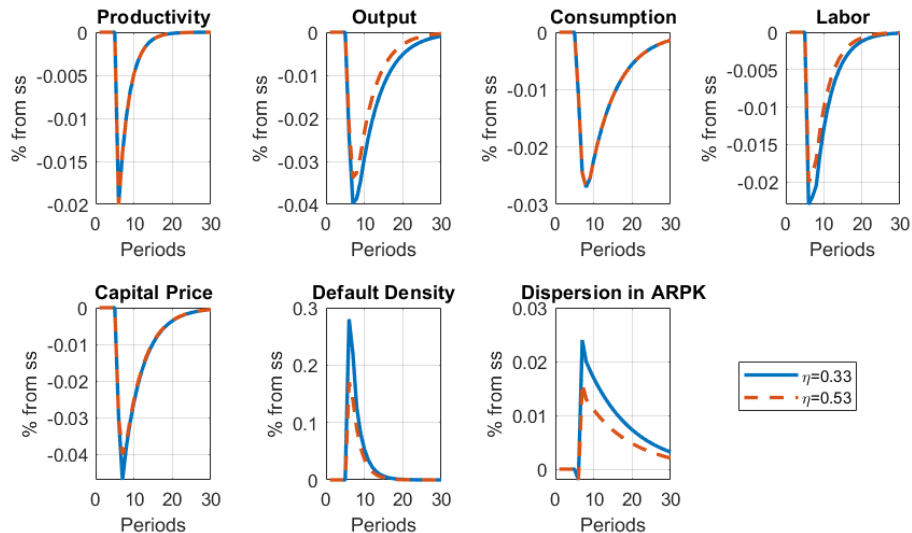 Productivity
Output
Consumption
Labor
% from ss
0
-0.005
-0.01
-0.015
-0.02
0
10
20
30
Periods
% from ss
0
-0.01
-0.02
-0.03
-0.04
0
10
20
30
Periods
% from ss
0
-0.01
-0.02
-0.03
0
10
20
30
Periods
% from ss
0
-0.005
-0.01
-0.015
-0.02
0
10
20
30
Periods
Capital Price
Default Density
Dispersion in ARPK
% from ss
0
-0.01
-0.02
-0.03
-0.04
0
10
20
30
Periods
% from ss
0.3
0.2
0.1
0
0
10
20
30
Periods
% from ss
0.03
0.02
0.01
0
0
10
20
30
Periods
η=0.33
η=0.53